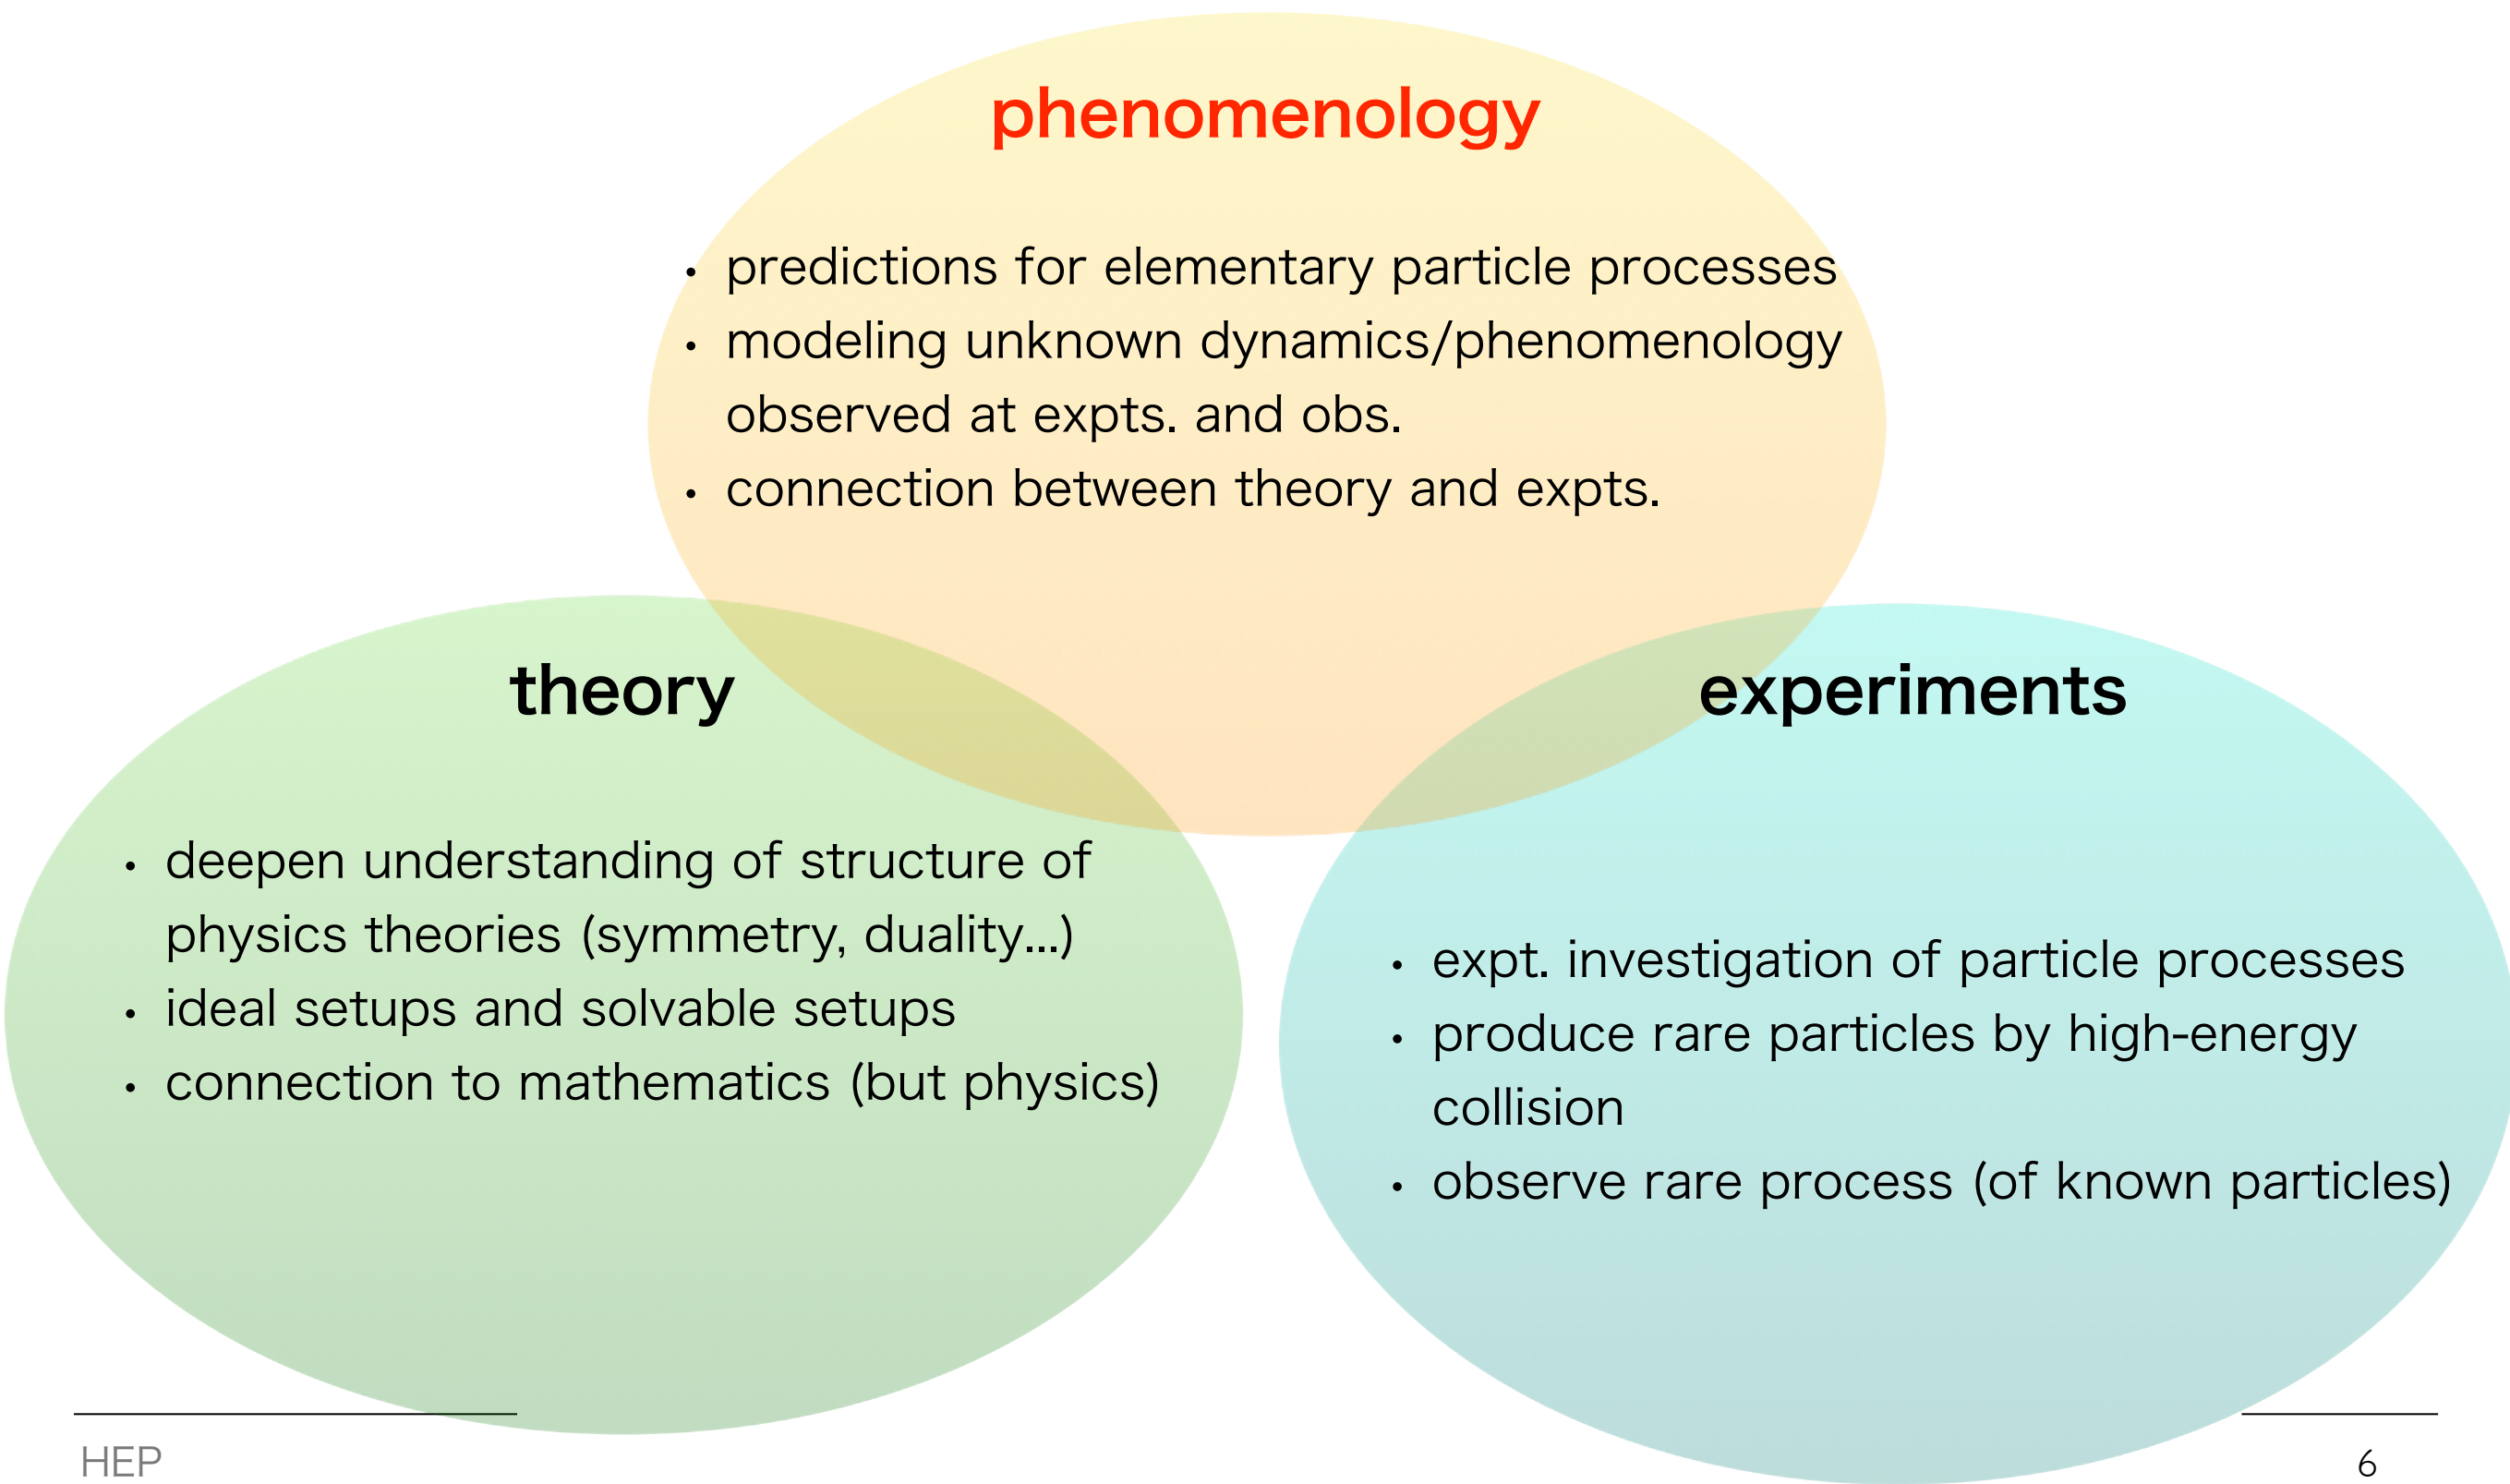 phenomenology
• predictions for elementary particle processes
• modeling unknown dynamics/phenomenology
observed at expts. and obs.
• connection between theory and expts.
theory
• deepen understanding of structure of
physics theories (symmetry, duality...)
• ideal setups and solvable setups
• connection to mathematics (but physics)
experiments
• expt. investigation of particle processes
• produce rare particles by high-energy
collision
• observe rare process (of known particles)
HEP
6